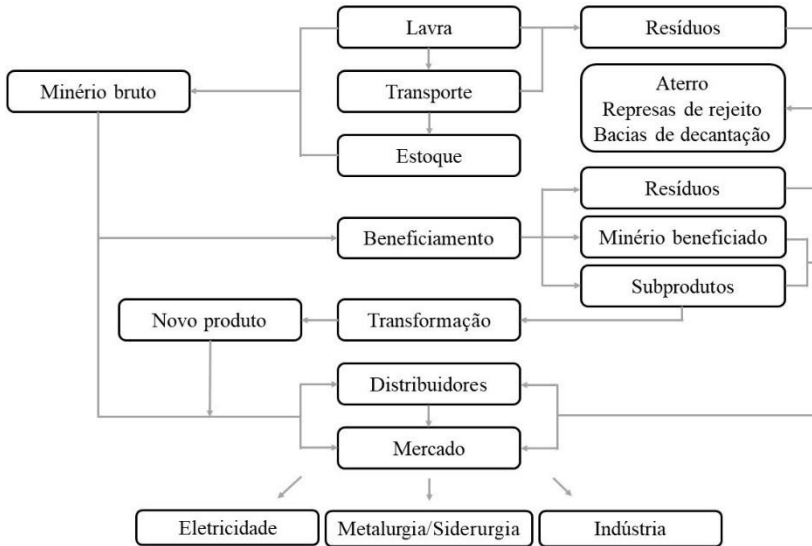 Lavra
Resíduos
Minério bruto
Transporte
Aterro
Represas de rejeito
Bacias de decantação
Estoque
Resíduos
Beneficiamento
Minério beneficiado
Subprodutos
Novo produto
Transformação
Distribuidores
Mercado
Eletricidade
Metalurgia/Siderurgia
Indústria